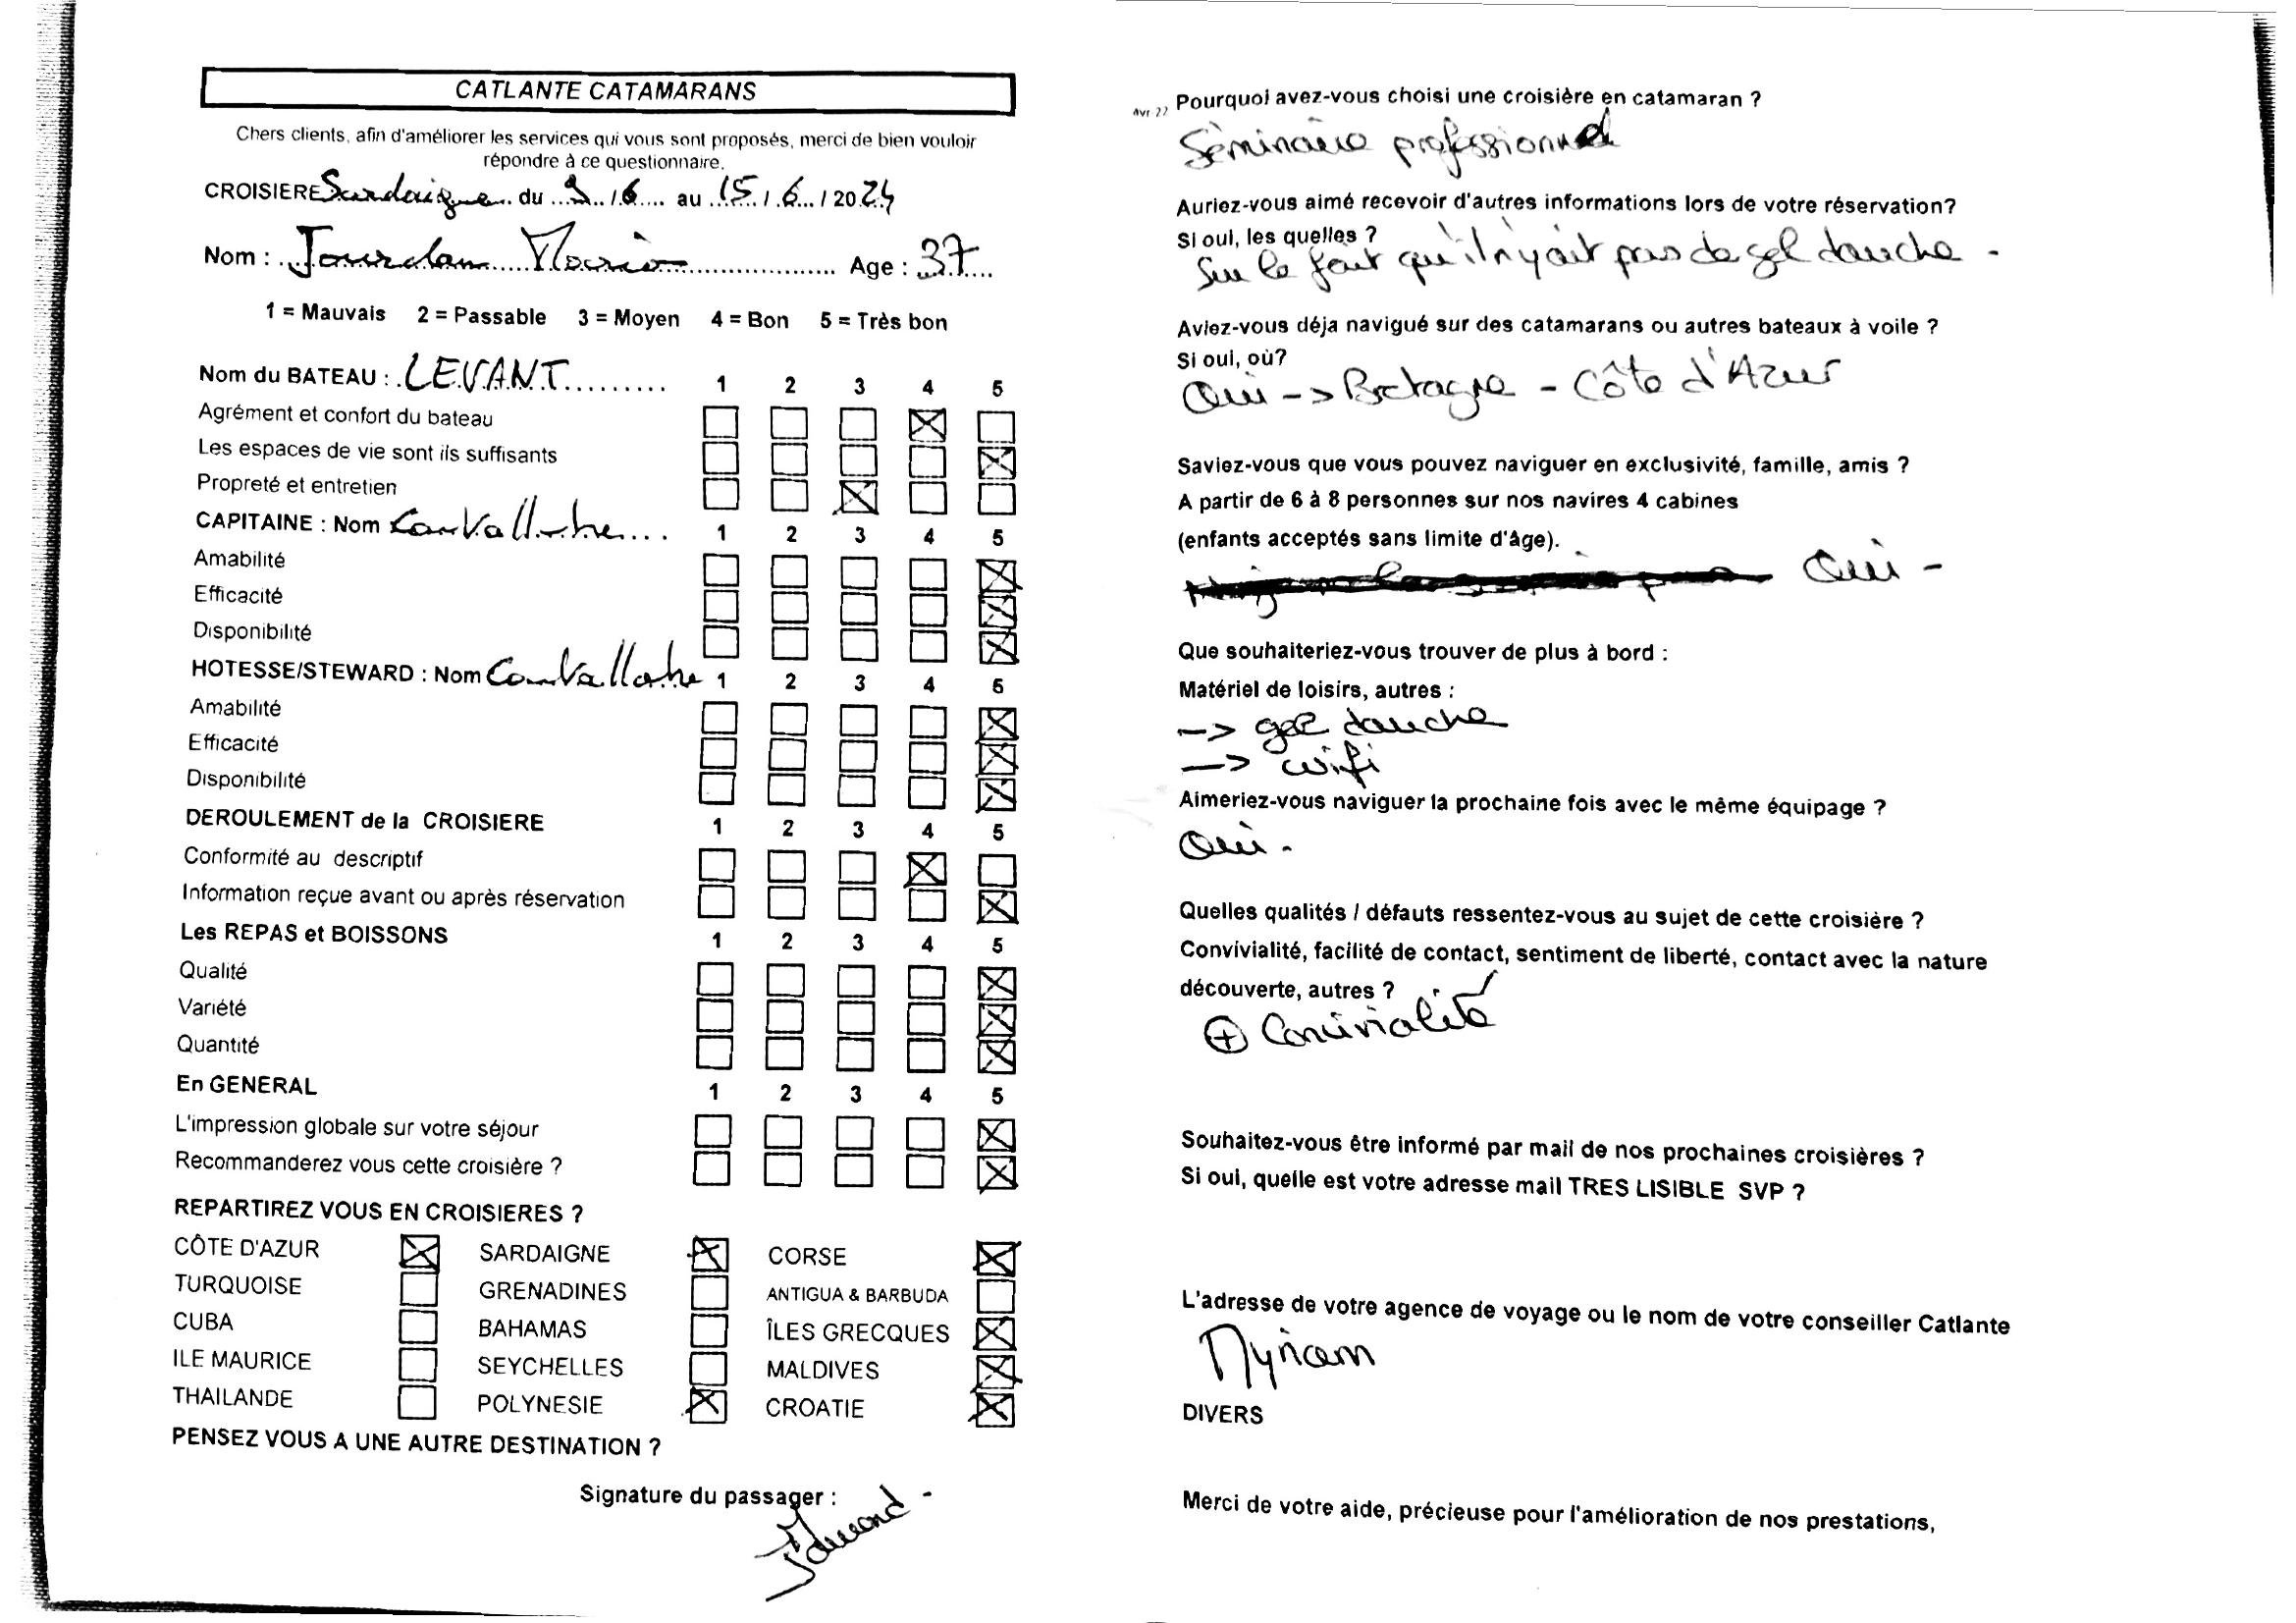 CATLANTE CATAMARANS
Chers clients, afin d'améliorer les services qui vous sont proposés, merci de bien vouloir
répondre à ce questionnaire.
CROISIERE Sardaigne du 9/6 au 15/6/2024
Nom : Jourdan Age : 37
1 = Mauvais 2 = Passable 3 = Moyen 4 = Bon 5 = Très bon
Nom du BATEAU : LEVANT 1 2 3 4 5
Agrément et confort du bateau
Les espaces de vie sont ils suffisants
Propreté et entretien
CAPITAINE : Nom 1 2 3 4 5
Amabilité
Efficacité
Disponibilité
HOTESSE/STEWARD : Nom 1 2 3 4 5
Amabilité
Efficacité
Disponibilité
DEROULEMENT de la CROISIERE 1 2 3 4 5
Conformité au descriptif
Information reçue avant ou après réservation
Les REPAS et BOISSONS 1 2 3 4 5
Qualité
Variété
Quantité
En GENERAL 1 2 3 4 5
L'impression globale sur votre séjour
Recommanderez vous cette croisière ?
REPARTIREZ VOUS EN CROISIERES ?
CÔTE D'AZUR SARDAIGNE CORSE
TURQUOISE GRENADINES ANTIGUA & BARBUDA
CUBA BAHAMAS ÎLES GRECQUES
ILE MAURICE SEYCHELLES MALDIVES
THAILANDE POLYNESIE CROATIE
PENSEZ VOUS A UNE AUTRE DESTINATION ?
Signature du passager :
Avr 22 Pourquoi avez-vous choisi une croisière en catamaran ?
Séminaire professionnel
Auriez-vous aimé recevoir d'autres informations lors de votre réservation?
Si oui, les quelles ?
Sur le fait qu'il n'y ait pas de gel douche -
Aviez-vous déja navigué sur des catamarans ou autres bateaux à voile ?
Si oui, où?
Oui -> Bretagne - Côte d'Azur
Saviez-vous que vous pouvez naviguer en exclusivité, famille, amis ?
A partir de 6 à 8 personnes sur nos navires 4 cabines
(enfants acceptés sans limite d'âge).
Oui -
Que souhaiteriez-vous trouver de plus à bord :
Matériel de loisirs, autres :
-> gel douche
-> wifi
Aimeriez-vous naviguer la prochaine fois avec le même équipage ?
Oui -
Quelles qualités / défauts ressentez-vous au sujet de cette croisière ?
Convivialité, facilité de contact, sentiment de liberté, contact avec la nature
découverte, autres ?
⊕ Convivialité
Souhaitez-vous être informé par mail de nos prochaines croisières ?
Si oui, quelle est votre adresse mail TRES LISIBLE SVP ?
L'adresse de votre agence de voyage ou le nom de votre conseiller Catlante
Myriam
DIVERS
Merci de votre aide, précieuse pour l'amélioration de nos prestations,